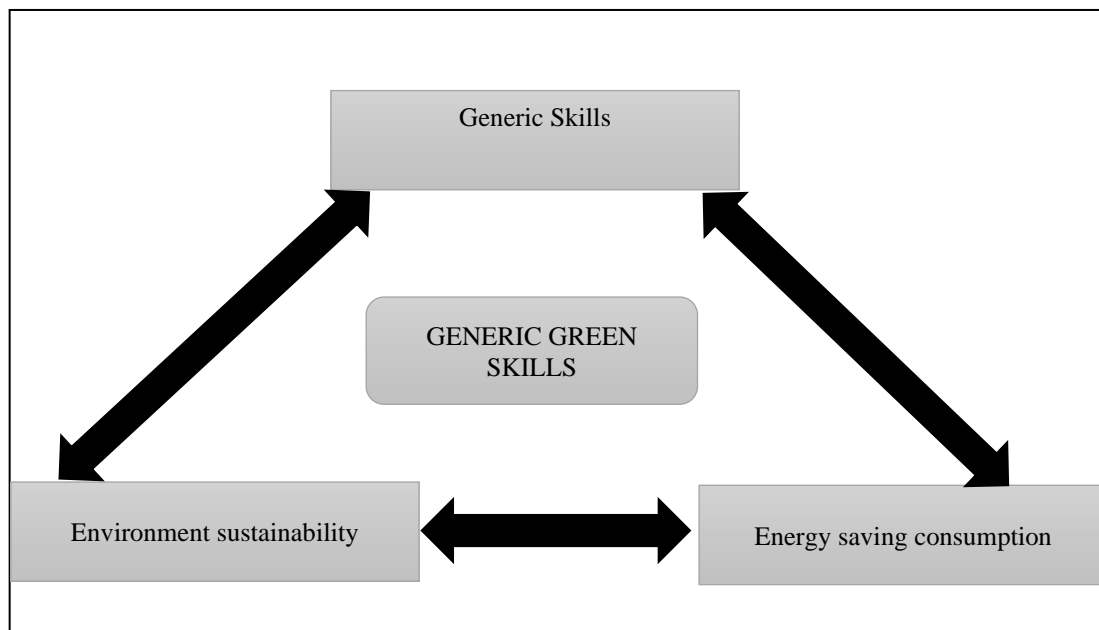 Generic Skills
GENERIC GREEN
SKILLS
Environment sustainability
Energy saving consumption